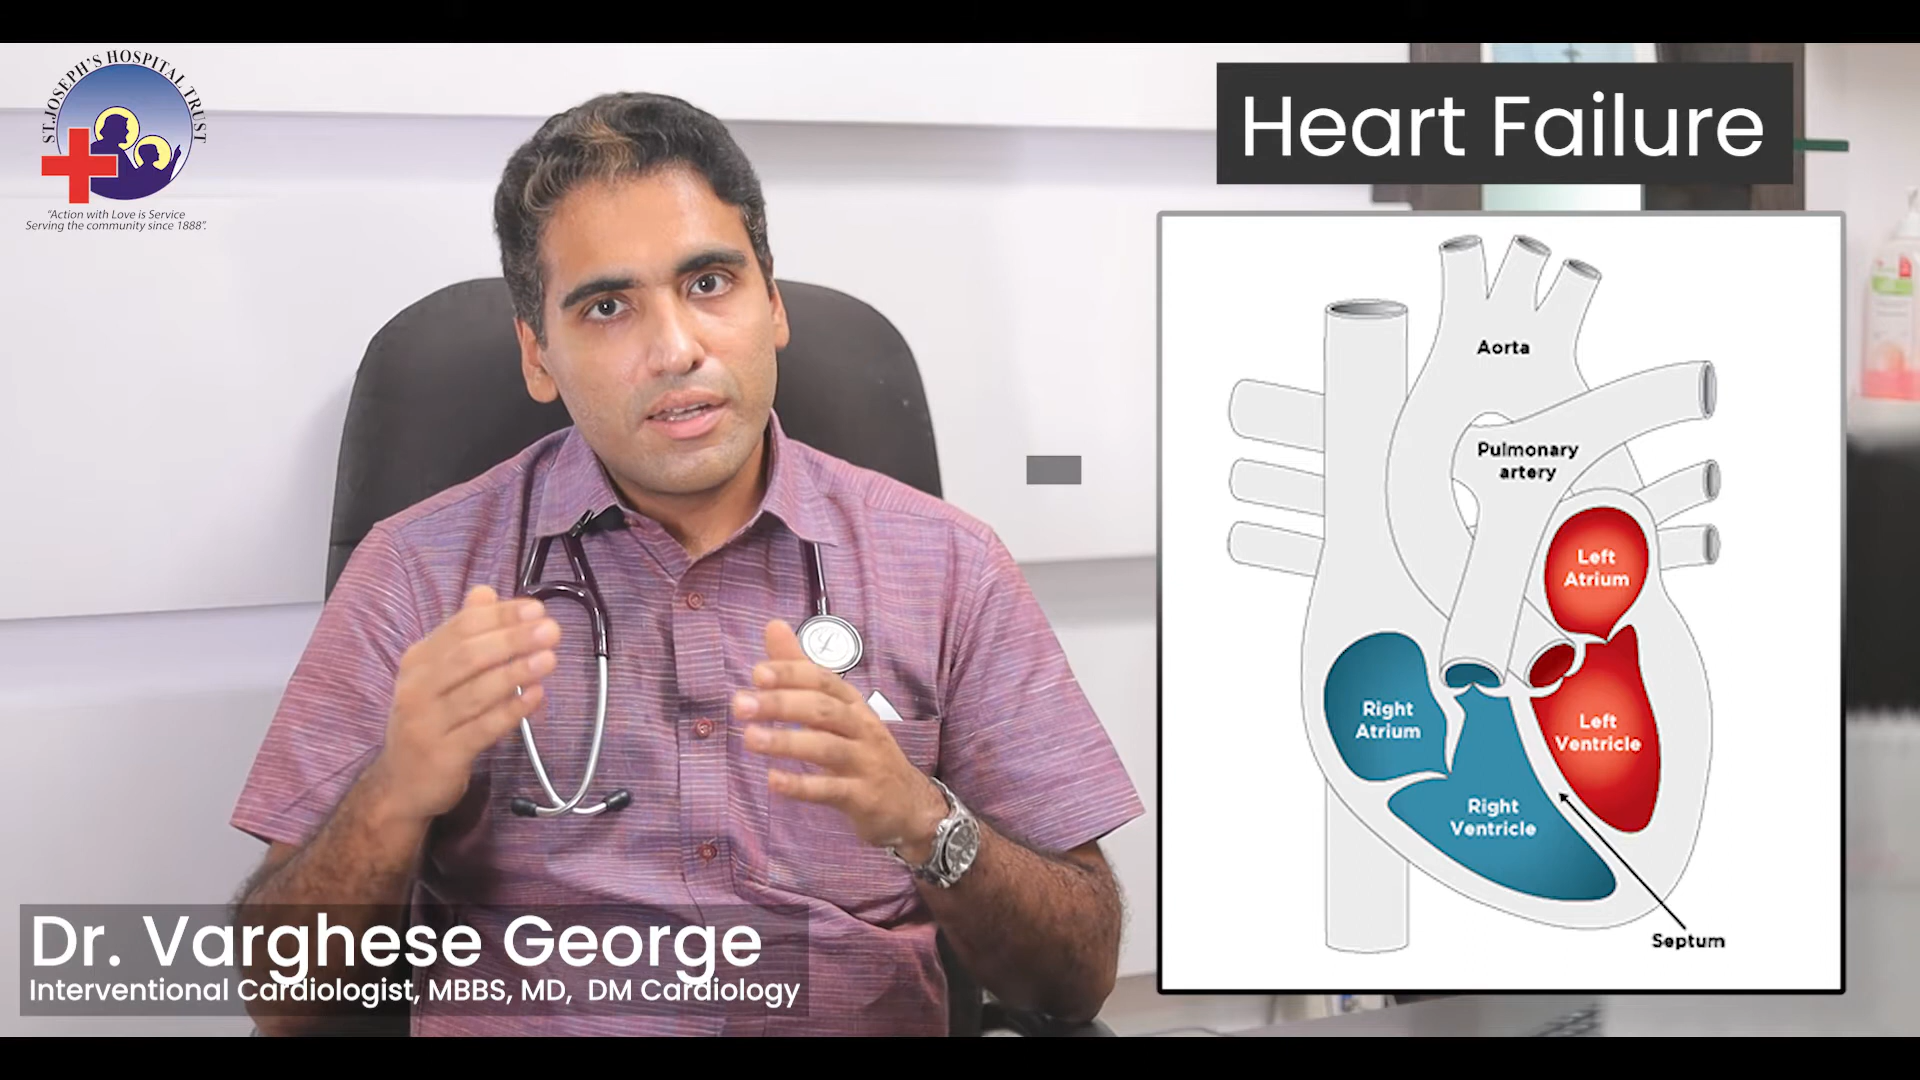 ST.JOSEPH'S HOSPITAL TRUST
"Action with Love is Service
Serving the community since 1888".
Heart Failure
Aorta
Pulmonary
artery
Left
Atrium
Right
Atrium
Left
Ventricle
Right
Ventricle
Septum
Dr. Varghese George
Interventional Cardiologist, MBBS, MD, DM Cardiology